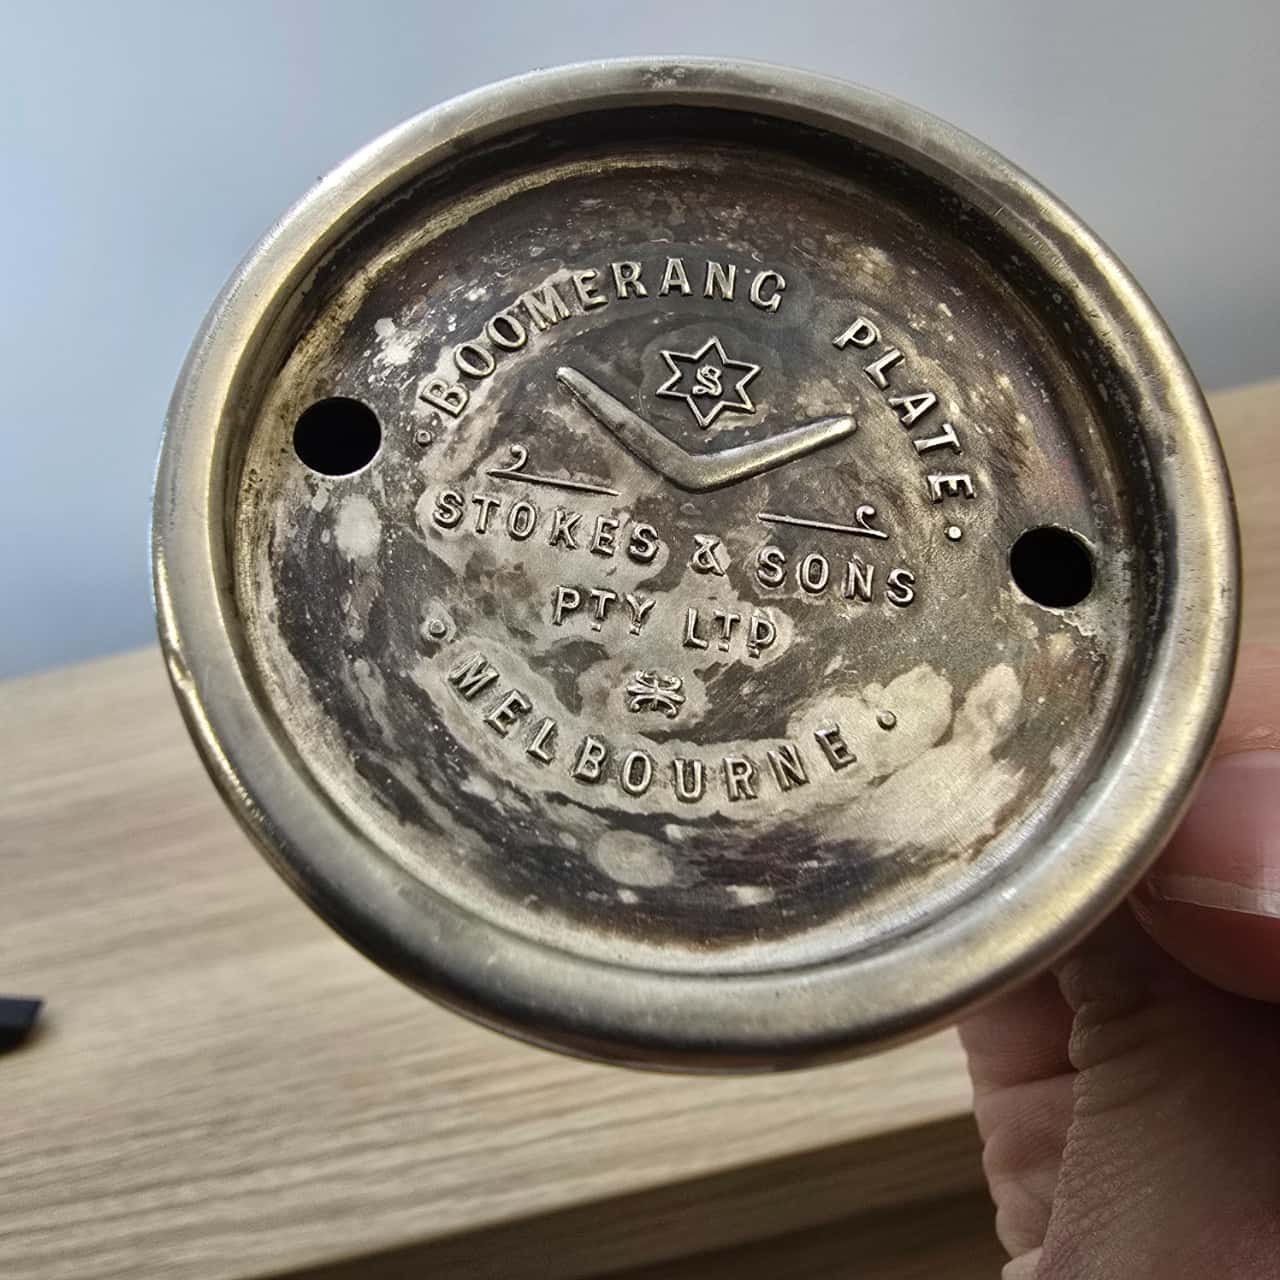 BOOMERANG PLATE
S
STOKES & SONS
PTY LTD
MELBOURNE